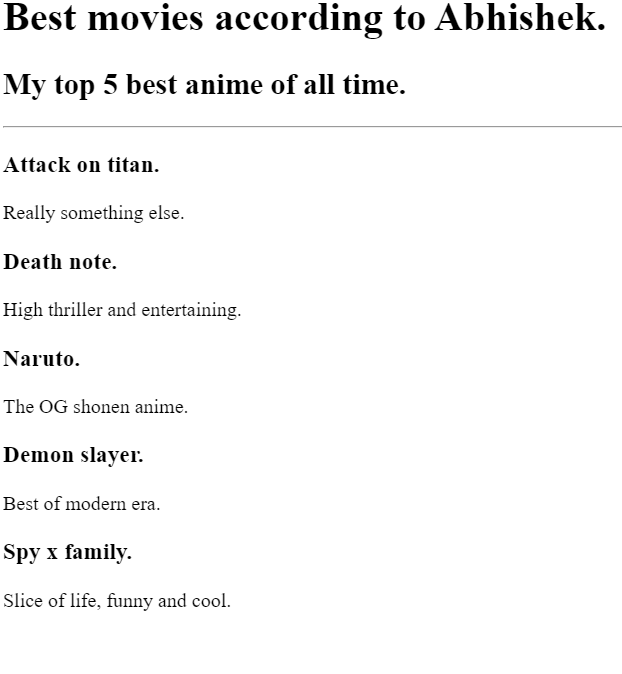 Best movies according to Abhishek.
My top 5 best anime of all time.
Attack on titan.
Really something else.
Death note.
High thriller and entertaining.
Naruto.
The OG shonen anime.
Demon slayer.
Best of modern era.
Spy x family.
Slice of life, funny and cool.